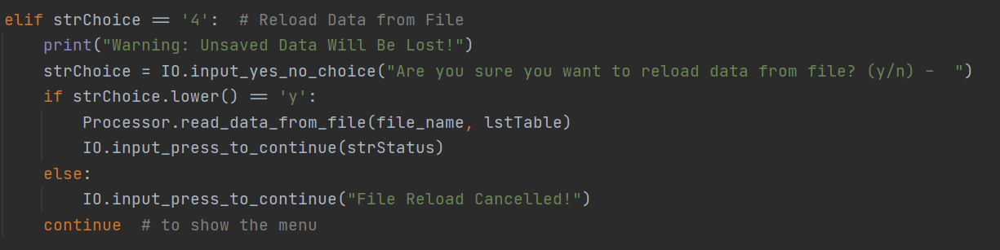 elif strChoice == '4':  # Reload Data from File
    print("Warning: Unsaved Data Will Be Lost!")
    strChoice = IO.input_yes_no_choice("Are you sure you want to reload data from file? (y/n) -  ")
    if strChoice.lower() == 'y':
        Processor.read_data_from_file(file_name, lstTable)
        IO.input_press_to_continue(strStatus)
    else:
        IO.input_press_to_continue("File Reload Cancelled!")
    continue  # to show the menu